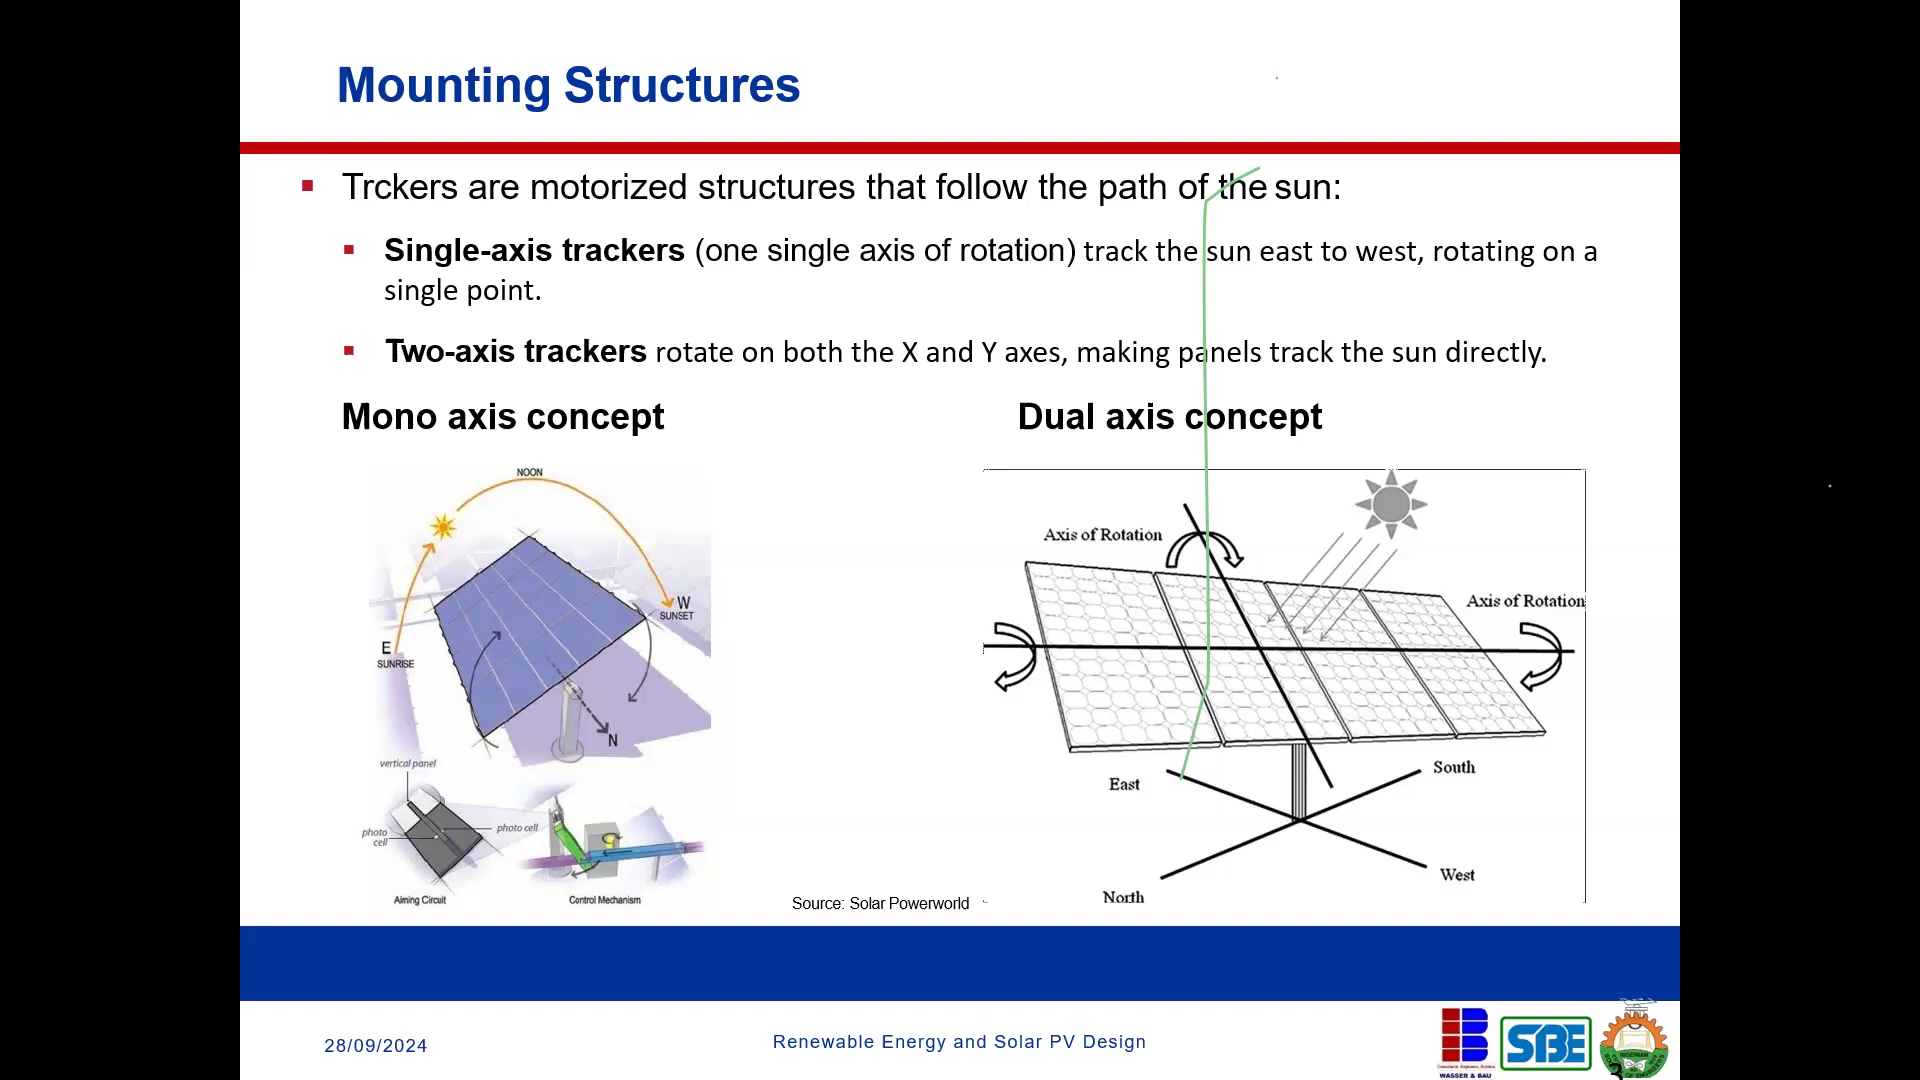 Mounting Structures
Trckers are motorized structures that follow the path of the sun:
Single-axis trackers (one single axis of rotation) track the sun east to west, rotating on a
single point.
Two-axis trackers rotate on both the X and Y axes, making panels track the sun directly.
Mono axis concept
Dual axis concept
NOON
W
SUNSET
E
SUNRISE
N
vertical panel
photo cell
photo
cell
Aiming Circuit
Control Mechanism
Axis of Rotation
Axis of Rotation
East
South
West
North
Source: Solar Powerworld
28/09/2024
Renewable Energy and Solar PV Design
SBE
WASSER & BAU
NIGERIAN
3